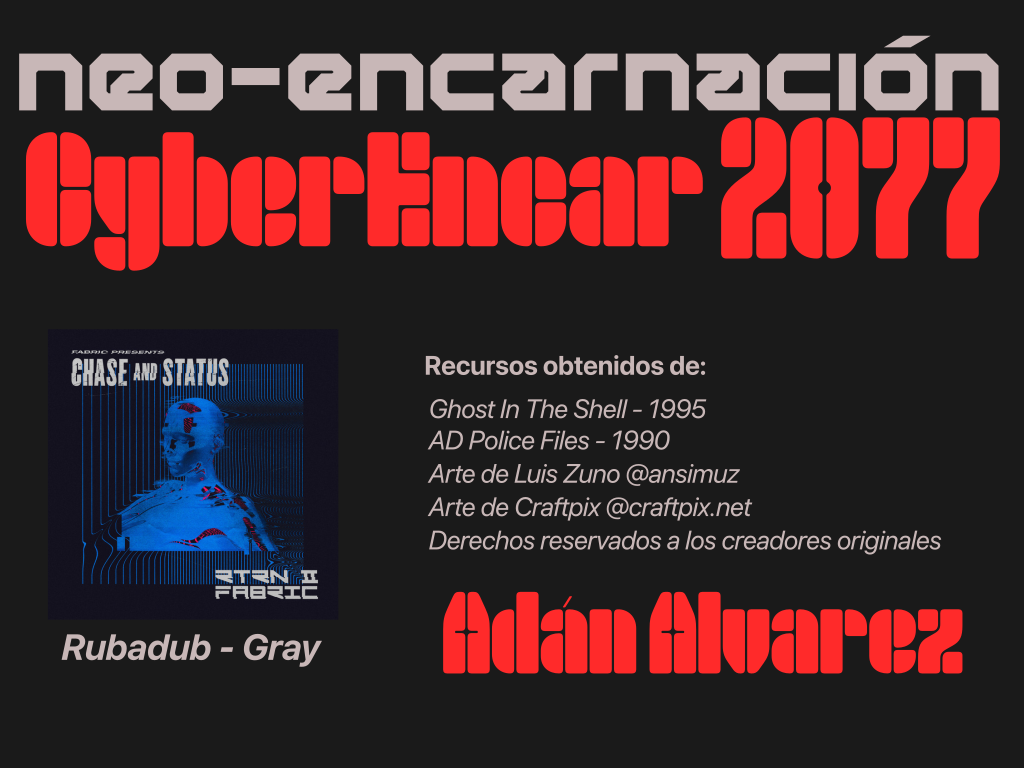 neo-encarnación
CyberEncar 2077
FABRIC PRESENTS
CHASE AND STATUS
RTRN II
FABRIC
Rubadub - Gray
Recursos obtenidos de:
Ghost In The Shell - 1995
AD Police Files - 1990
Arte de Luis Zuno @ansimuz
Arte de Craftpix @craftpix.net
Derechos reservados a los creadores originales
Adán Alvarez